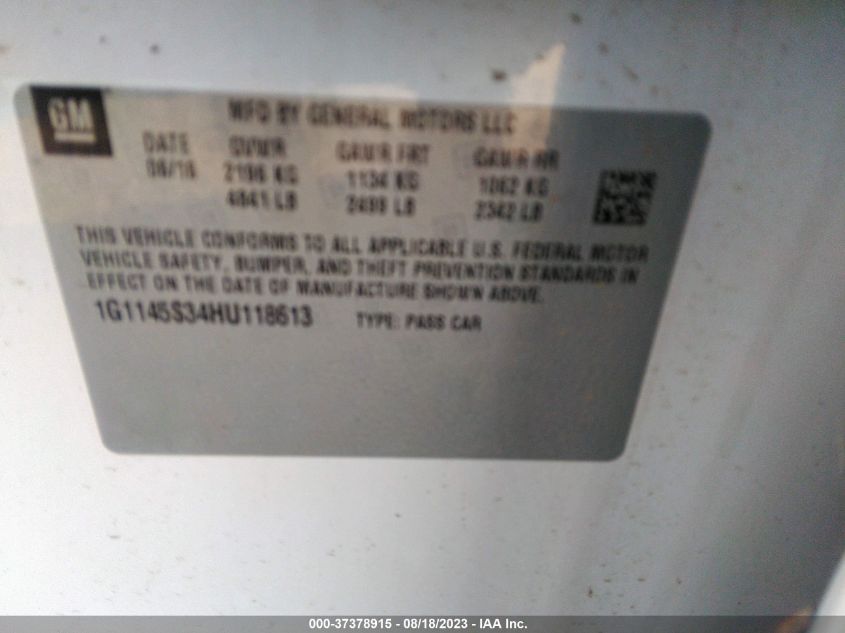 GM
MFD BY GENERAL MOTORS LLC
DATE GVWR GAWR FRT GAWR RR
08/16 2196 KG 1134 KG 1062 KG
4841 LB 2499 LB 2342 LB
THIS VEHICLE CONFORMS TO ALL APPLICABLE U.S. FEDERAL MOTOR
VEHICLE SAFETY, BUMPER, AND THEFT PREVENTION STANDARDS IN
EFFECT ON THE DATE OF MANUFACTURE SHOWN ABOVE.
1G1145S34HU118613 TYPE: PASS CAR
000-37378915 - 08/18/2023 - IAA Inc.